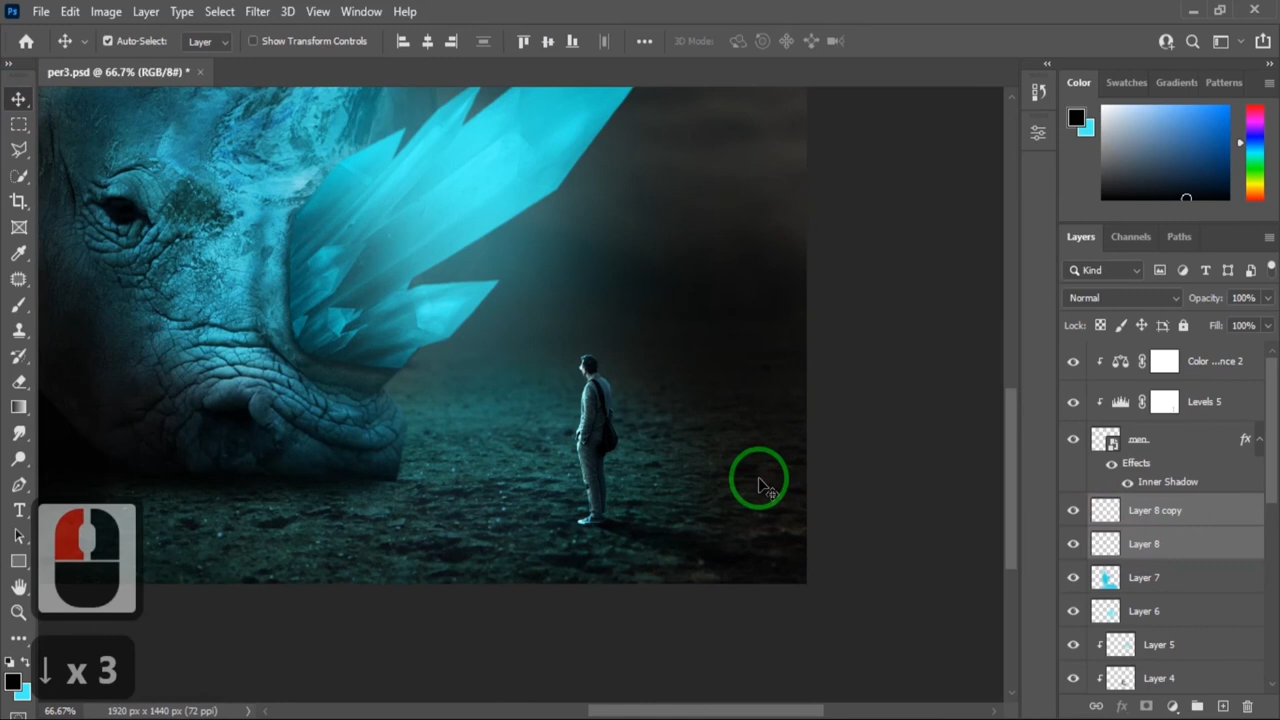 Ps File Edit Image Layer Type Select Filter 3D View Window Help
Auto-Select: Layer Show Transform Controls 3D Mode:
per3.psd @ 66.7% (RGB/8#) * ×
Color Swatches Gradients Patterns
Layers Channels Paths
Kind
Normal Opacity: 100%
Lock: Fill: 100%
Color ...nce 2
Levels 5
men. fx
Effects
Inner Shadow
Layer 8 copy
Layer 8
Layer 7
Layer 6
Layer 5
Layer 4
↓ x 3
66.67% 1920 px x 1440 px (72 ppi)